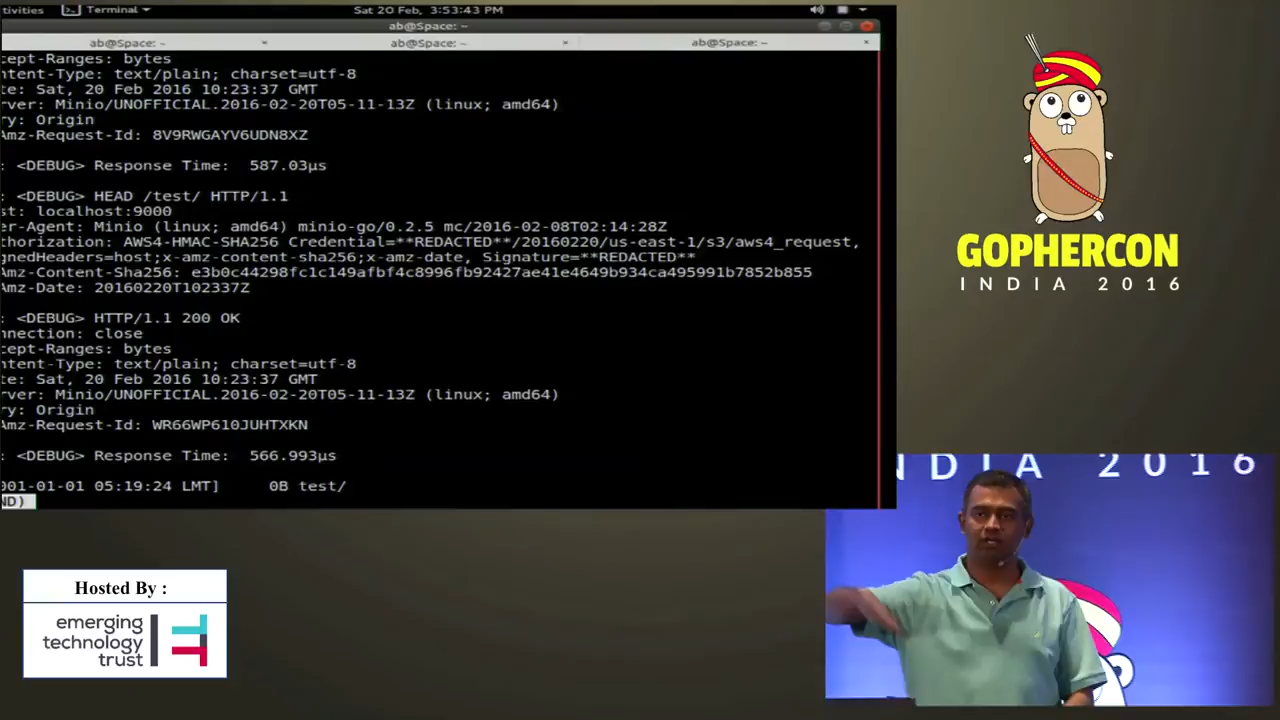 tivities Terminal Sat 20 Feb, 3:53:43 PM
ab@Space: ~
ab@Space: ~ × ab@Space: ~ × ab@Space: ~ ×
cept-Ranges: bytes
ntent-Type: text/plain; charset=utf-8
te: Sat, 20 Feb 2016 10:23:37 GMT
rver: Minio/UNOFFICIAL.2016-02-20T05-11-13Z (linux; amd64)
ry: Origin
Amz-Request-Id: 8V9RWGAYV6UDN8XZ
: <DEBUG> Response Time:  587.03µs
: <DEBUG> HEAD /test/ HTTP/1.1
st: localhost:9000
er-Agent: Minio (linux; amd64) minio-go/0.2.5 mc/2016-02-08T02:14:28Z
thorization: AWS4-HMAC-SHA256 Credential=**REDACTED**/20160220/us-east-1/s3/aws4_request,
gnedHeaders=host;x-amz-content-sha256;x-amz-date, Signature=**REDACTED**
Amz-Content-Sha256: e3b0c44298fc1c149afbf4c8996fb92427ae41e4649b934ca495991b7852b855
Amz-Date: 20160220T102337Z
: <DEBUG> HTTP/1.1 200 OK
nnection: close
cept-Ranges: bytes
ntent-Type: text/plain; charset=utf-8
te: Sat, 20 Feb 2016 10:23:37 GMT
rver: Minio/UNOFFICIAL.2016-02-20T05-11-13Z (linux; amd64)
ry: Origin
Amz-Request-Id: WR66WP610JUHTXKN
: <DEBUG> Response Time:  566.993µs
001-01-01 05:19:24 LMT]     0B test/
ND)
GOPHERCON
INDIA 2016
NDIA 2016
Hosted By :
emerging
technology
trust